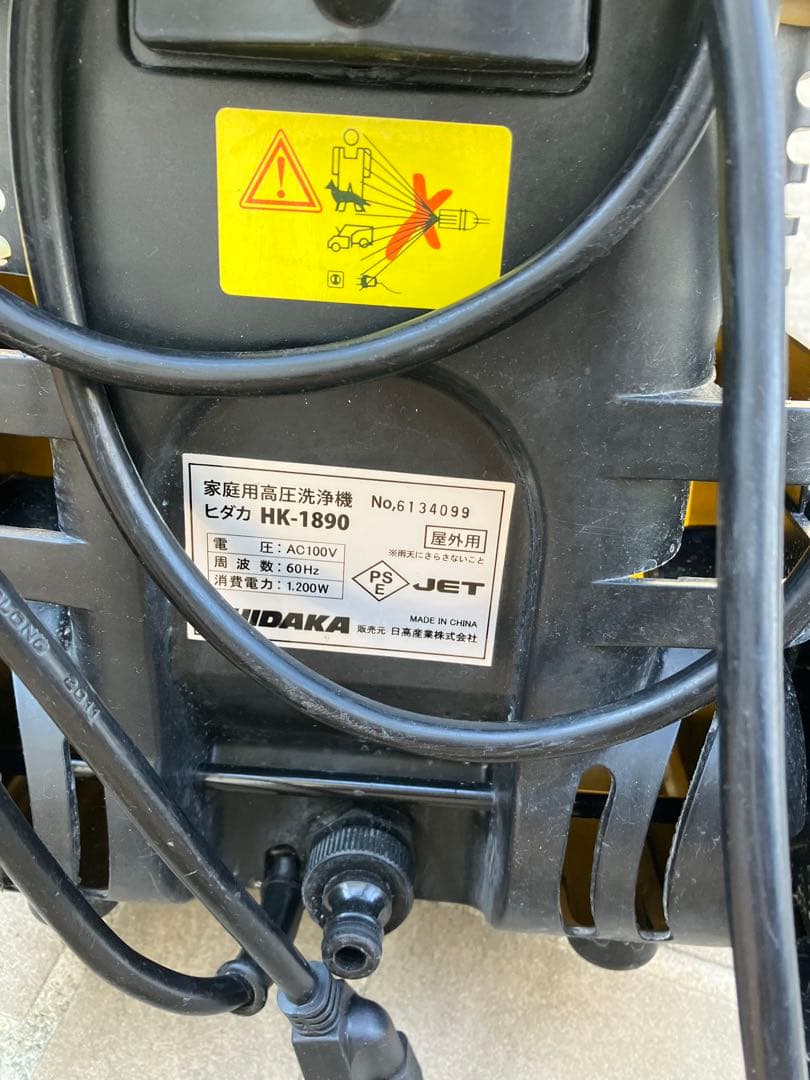 家庭用高圧洗浄機 No,6134099
ヒダカ HK-1890 屋外用
※雨天にさらさないこと
電 圧:AC100V
周 波 数:60Hz
消費電力:1.200W
PS
E
JET
HIDAKA
MADE IN CHINA
販売元 日高産業株式会社
2011